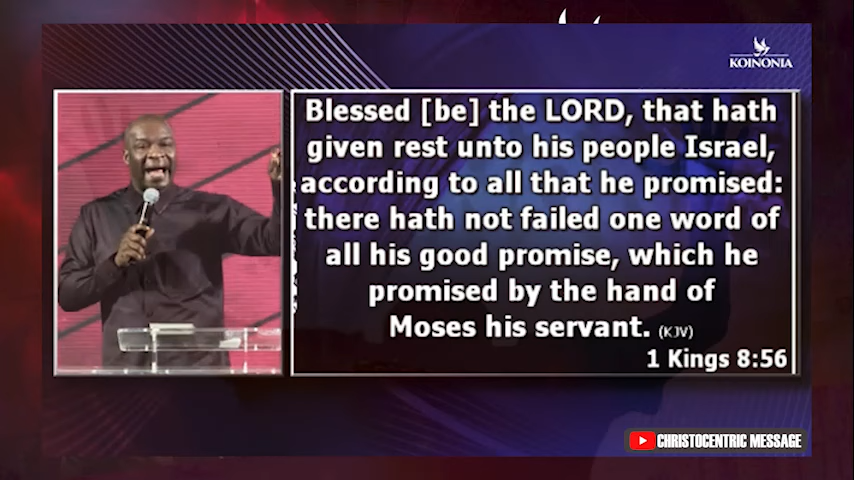 KOINONIA
Blessed [be] the LORD, that hath
given rest unto his people Israel,
according to all that he promised:
there hath not failed one word of
all his good promise, which he
promised by the hand of
Moses his servant. (KJV)
1 Kings 8:56
CHRISTOCENTRIC MESSAGE